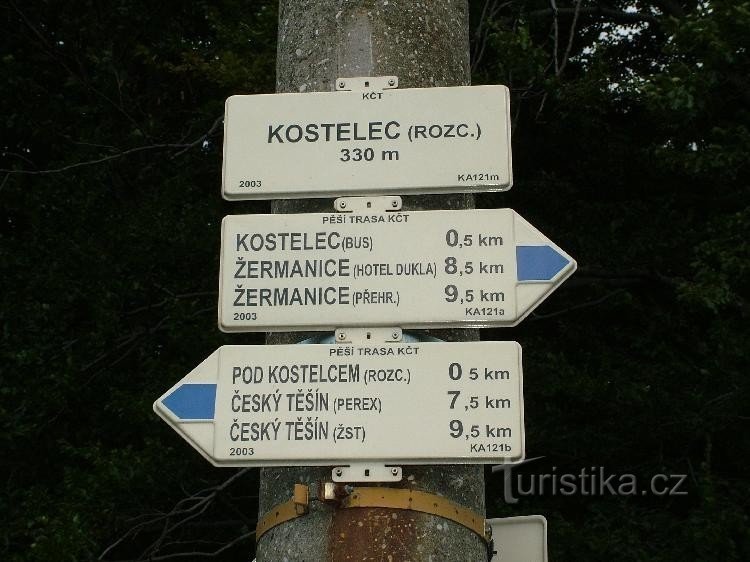 KČT
KOSTELEC (ROZC.)
330 m
2003 KA121m
PĚŠÍ TRASA KČT
KOSTELEC(BUS) 0,5 km
ŽERMANICE (HOTEL DUKLA) 8,5 km
ŽERMANICE (PŘEHR.) 9,5 km
2003 KA121a
PĚŠÍ TRASA KČT
POD KOSTELCEM (ROZC.) 0 5 km
ČESKÝ TĚŠÍN (PEREX) 7,5 km
ČESKÝ TĚŠÍN (ŽST) 9,5 km
2003 KA121b
turistika.cz